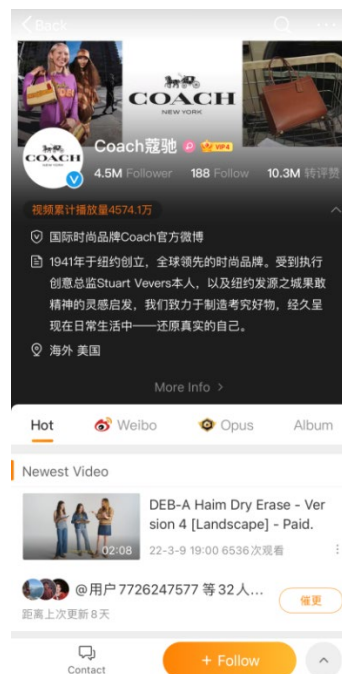 Back
COACH
NEW YORK
COACH
Coach蔻驰 VIP4
4.5M Follower 188 Follow 10.3M 转评赞
视频累计播放量4574.1万
国际时尚品牌Coach官方微博
1941年于纽约创立，全球领先的时尚品牌。受到执行
创意总监Stuart Vevers本人，以及纽约发源之城果敢
精神的灵感启发，我们致力于制造考究好物，经久呈
现在日常生活中——还原真实的自己。
海外 美国
More Info >
Hot Weibo Opus Album
Newest Video
DEB-A Haim Dry Erase - Ver
sion 4 [Landscape] - Paid.
02:08 22-3-9 19:00 6536次观看
@用户7726247577 等32人...
催更
距离上次更新8天
Contact
+ Follow